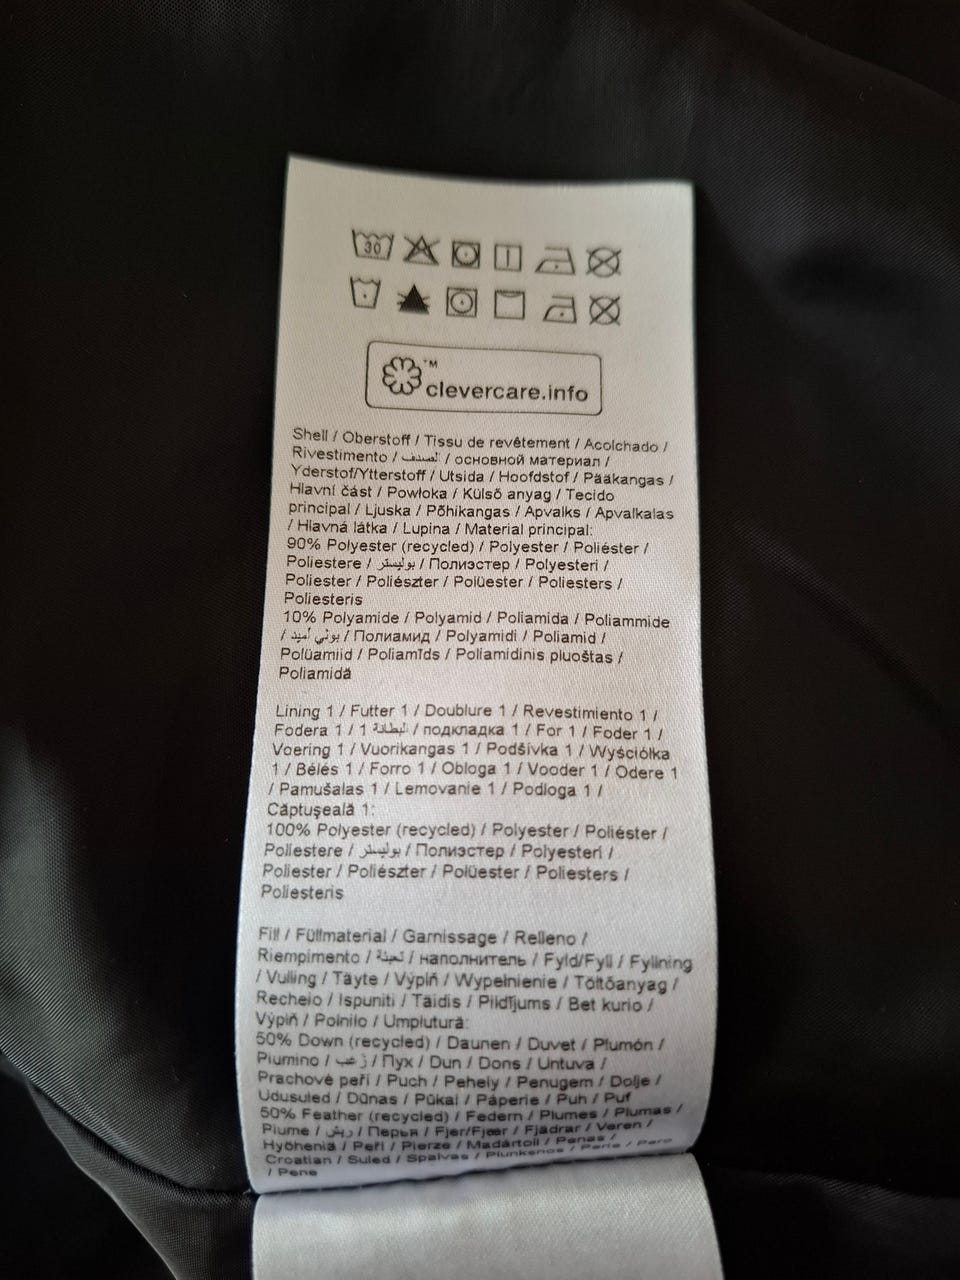 30
™
clevercare.info
Shell / Oberstoff / Tissu de revêtement / Acolchado /
Rivestimento / الصدف / основной материал /
Yderstof/Ytterstoff / Utsida / Hoofdstof / Pääkangas /
Hlavní část / Powłoka / Külső anyag / Tecido
principal / Ljuska / Põhikangas / Apvalks / Apvalkalas
/ Hlavná látka / Lupina / Material principal:
90% Polyester (recycled) / Polyester / Poliéster /
Poliestere / بوليستر / Полиэстер / Polyesteri /
Poliester / Poliészter / Polüester / Poliesters /
Poliesteris
10% Polyamide / Polyamid / Poliamida / Poliammide
/ بولي أميد / Полиамид / Polyamidi / Poliamid /
Polüamiid / Poliamīds / Poliamidinis pluoštas /
Poliamidă
Lining 1 / Futter 1 / Doublure 1 / Revestimiento 1 /
Fodera 1 / 1 البطانة / подкладка 1 / For 1 / Foder 1 /
Voering 1 / Vuorikangas 1 / Podšívka 1 / Wyściółka
1 / Bélés 1 / Forro 1 / Obloga 1 / Vooder 1 / Odere 1
/ Pamušalas 1 / Lemovanie 1 / Podloga 1 /
Căptușeală 1:
100% Polyester (recycled) / Polyester / Poliéster /
Poliestere / بوليستر / Полиэстер / Polyesteri /
Poliester / Poliészter / Polüester / Poliesters /
Poliesteris
Fill / Füllmaterial / Garnissage / Relleno /
Riempimento / تعبئة / наполнитель / Fyld/Fyll / Fyllning
/ Vulling / Täyte / Výplň / Wypełnienie / Töltőanyag /
Recheio / Ispuniti / Täidis / Pildījums / Bet kurio /
Výplň / Polnilo / Umplutură:
50% Down (recycled) / Daunen / Duvet / Plumón /
Piumino / زغب / Пух / Dun / Dons / Untuva /
Prachové peří / Puch / Pehely / Penugem / Dolje /
Udusuled / Dūnas / Pūkai / Páperie / Puh / Puf
50% Feather (recycled) / Federn / Plumes / Plumas /
Piume / ريش / Перья / Fjer/Fjær / Fjädrar / Veren /
Höyheniä / Peří / Pierze / Madártoll / Penas /
Croatian / Suled / Spalvas / Plunksnos / Perie / Pero
/ Pene